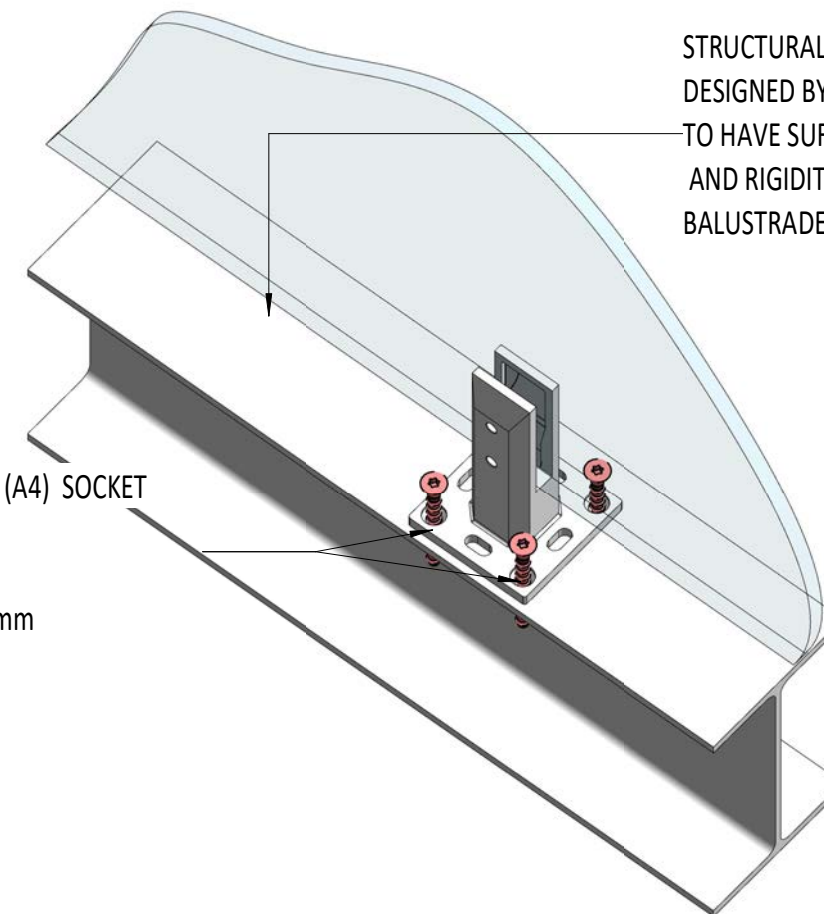 STRUCTURAL
DESIGNED BY
TO HAVE SUF
AND RIGIDIT
BALUSTRADE
(A4) SOCKET
mm